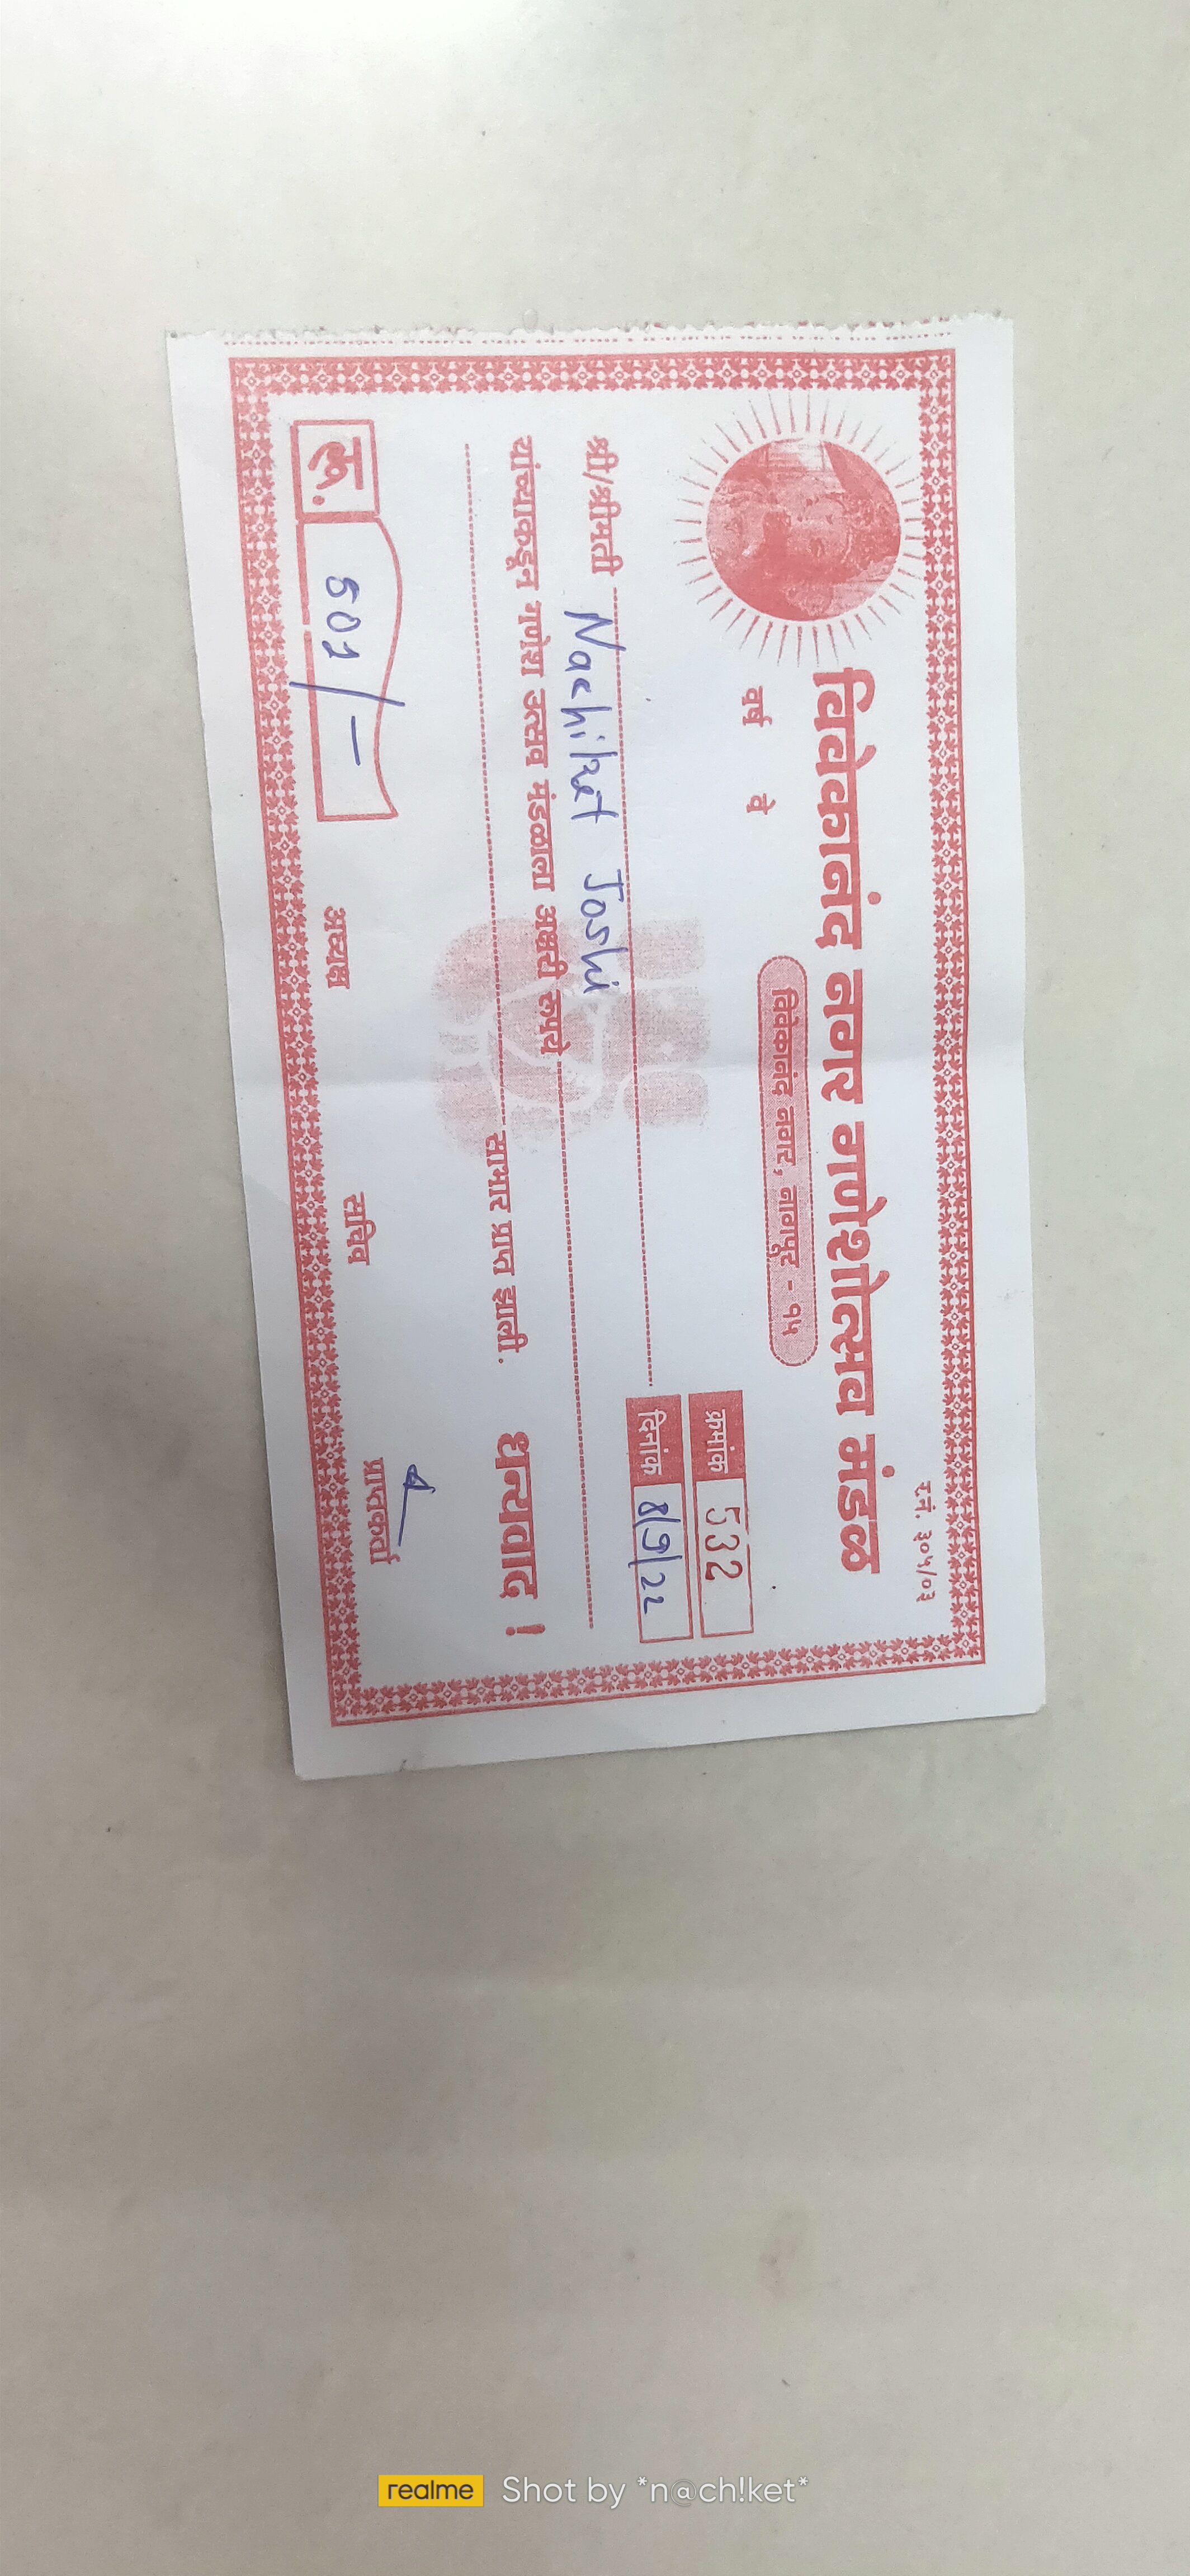 र.नं. ३०५/०३
विवेकानंद नगर गणेशोत्सव मंडळ
विवेकानंद नगर, नागपूर - १५
वर्ष वे
क्रमांक 532
दिनांक 8/9/22
श्री/श्रीमती Nachiket Joshi
यांच्याकडून गणेश उत्सव मंडळाला अक्षरी रुपये
साभार प्राप्त झाली.
धन्यवाद !
रु. 501/-
अध्यक्ष सचिव प्राप्तकर्ता
realme Shot by *n@ch!ket*